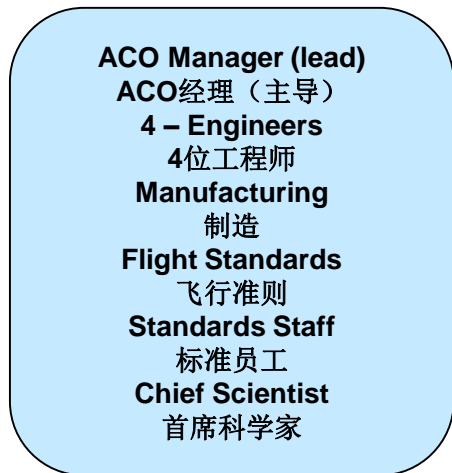 ACO Manager (lead)
ACO经理（主导）
4 – Engineers
4位工程师
Manufacturing
制造
Flight Standards
飞行准则
Standards Staff
标准员工
Chief Scientist
首席科学家